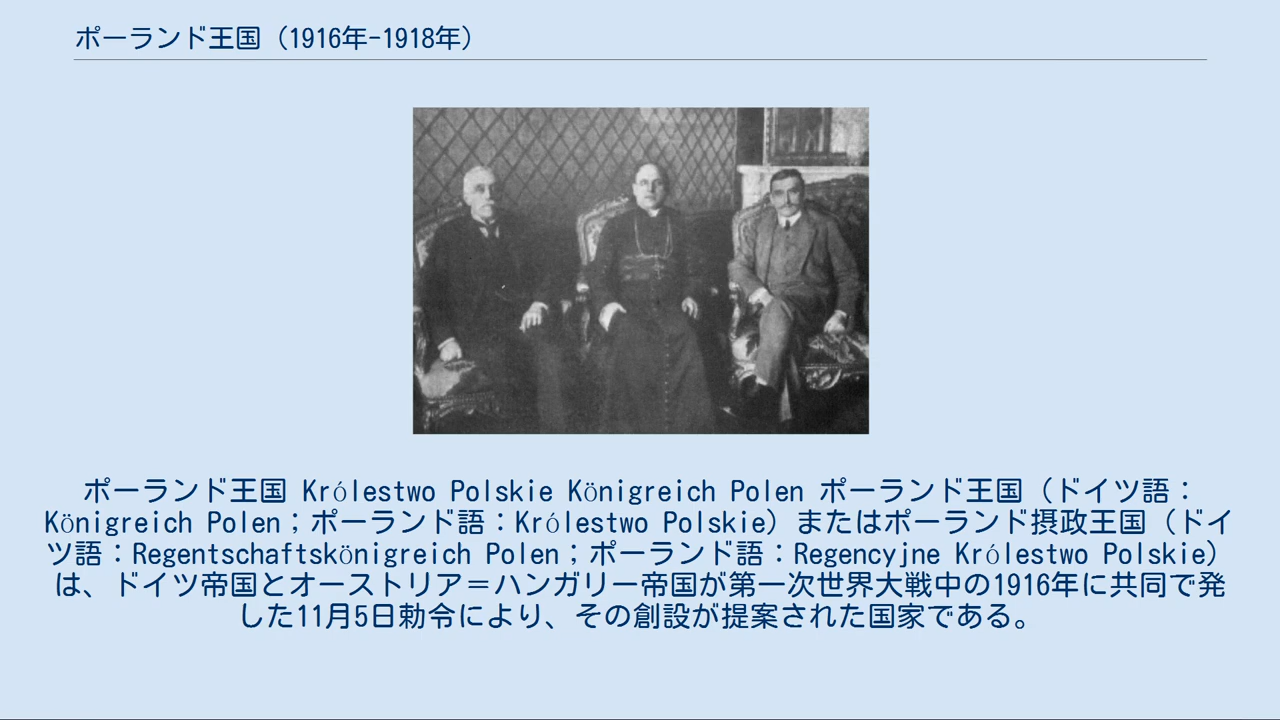 ポーランド王国（1916年-1918年）
ポーランド王国 Królestwo Polskie Königreich Polen ポーランド王国（ドイツ語：
Königreich Polen；ポーランド語：Królestwo Polskie）またはポーランド摂政王国（ドイ
ツ語：Regentschaftskönigreich Polen；ポーランド語：Regencyjne Królestwo Polskie）
は、ドイツ帝国とオーストリア＝ハンガリー帝国が第一次世界大戦中の1916年に共同で発
した11月5日勅令により、その創設が提案された国家である。